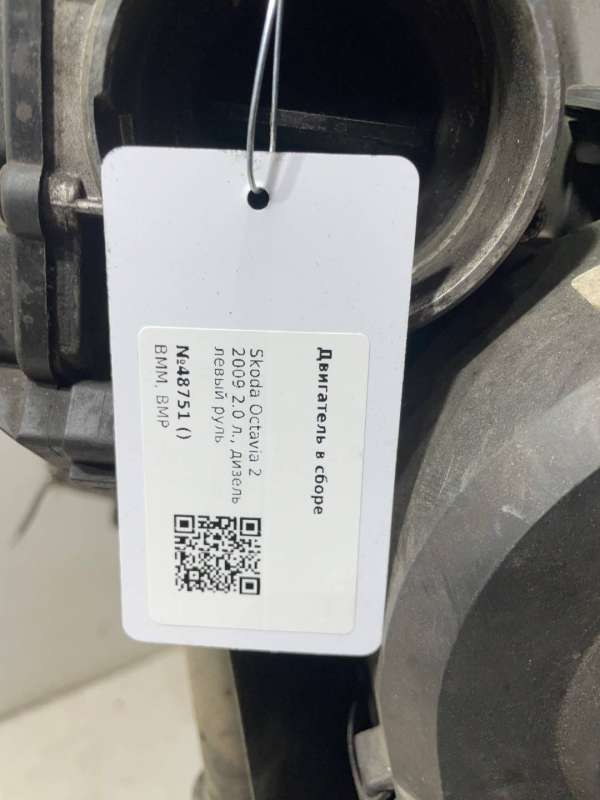 Двигатель в сборе
Skoda Octavia 2
2009 2.0 л., дизель
левый руль
№48751 ()
BMM, BMP